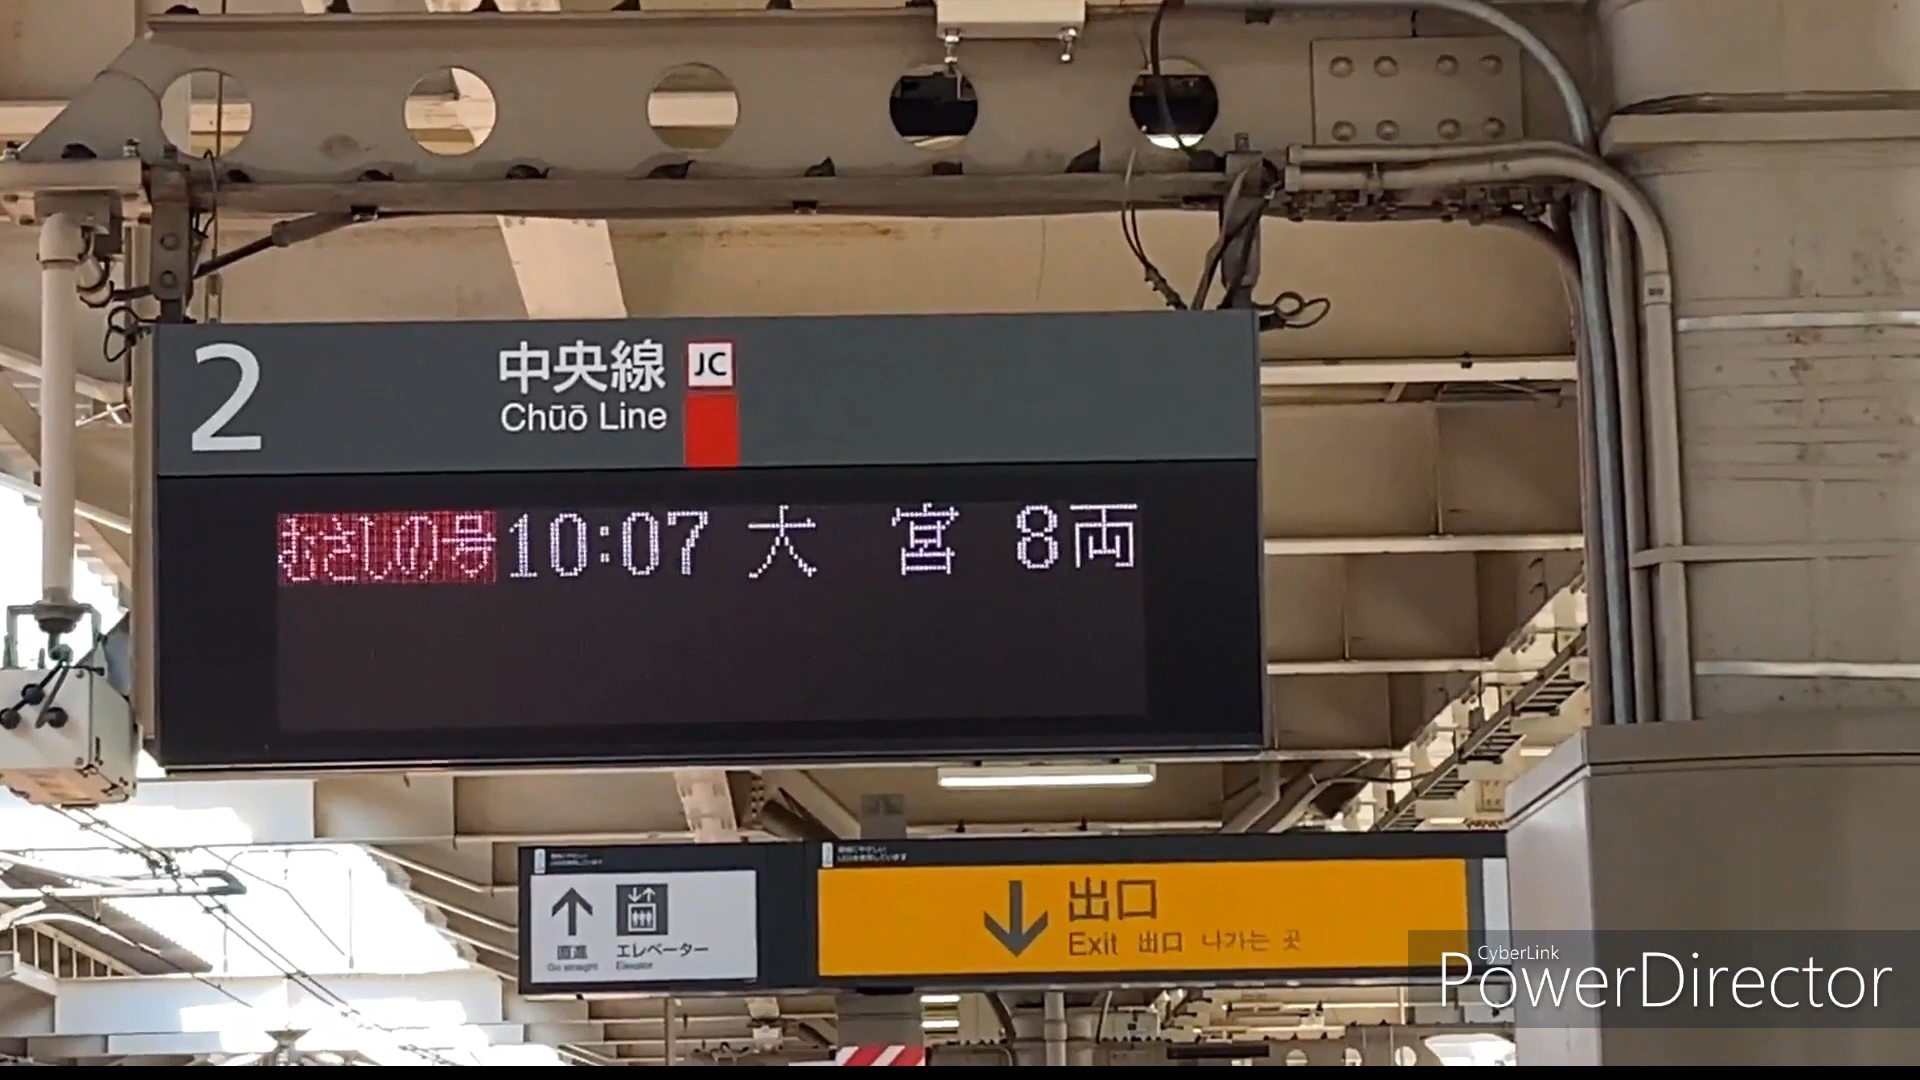 2
中央線 JC
Chūō Line
むさしの号 10:07 大宮 8両
直進
Go straight
エレベーター
Elevator
出口
Exit 出口 나가는 곳
CyberLink
PowerDirector